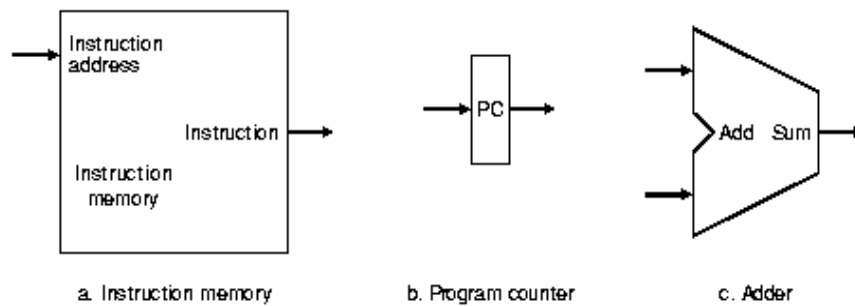 Instruction
address
Instruction
Instruction
memory
PC
Add Sum
a. Instruction memory
b. Program counter
c. Adder